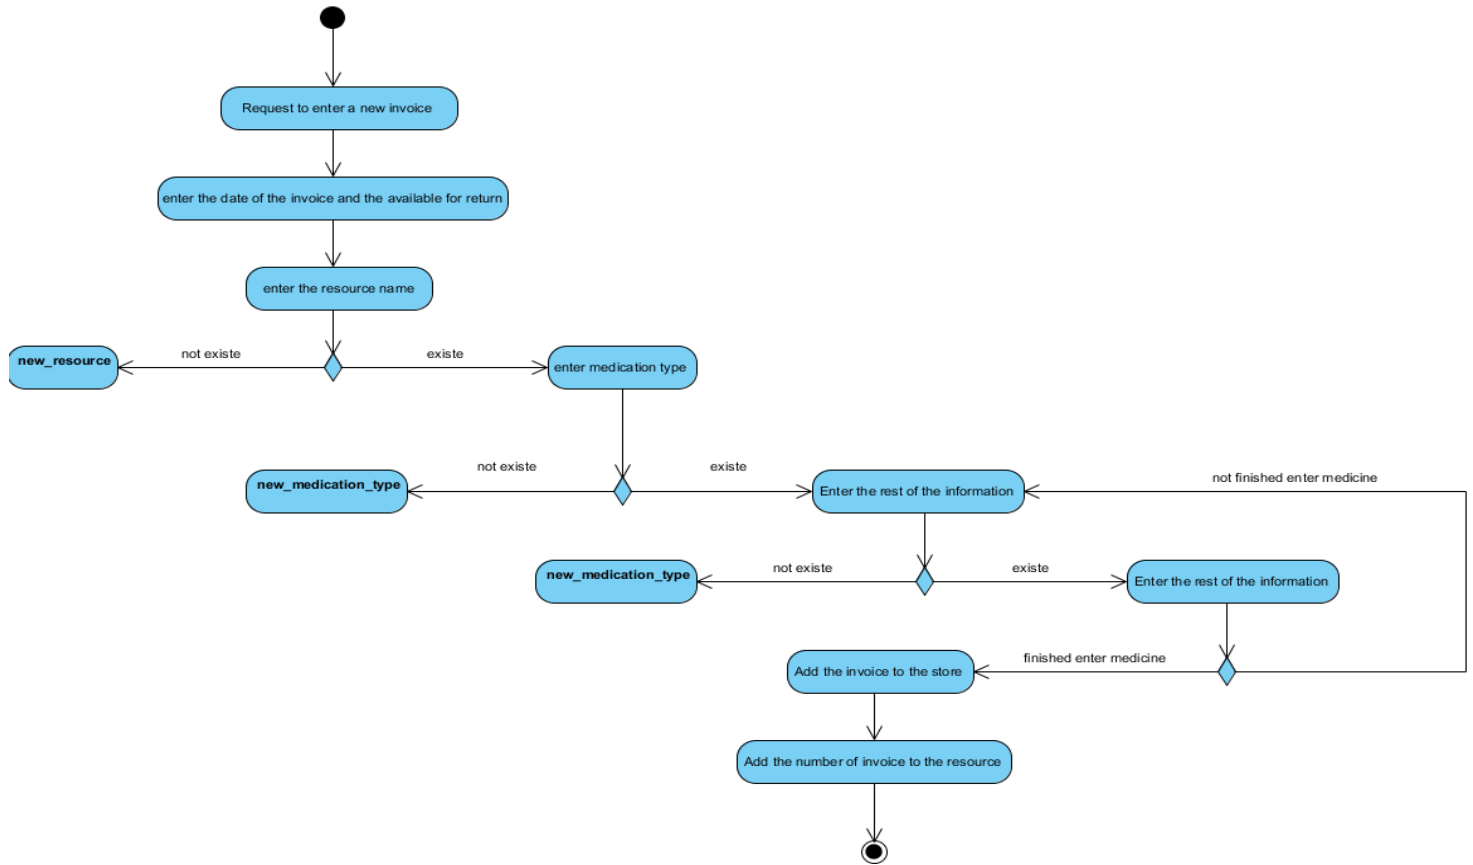 Request to enter a new invoice
enter the date of the invoice and the available for return
enter the resource name
new_resource
not existe
existe
enter medication type
new_medication_type
not existe
existe
Enter the rest of the information
not finished enter medicine
new_medication_type
not existe
existe
Enter the rest of the information
Add the invoice to the store
finished enter medicine
Add the number of invoice to the resource